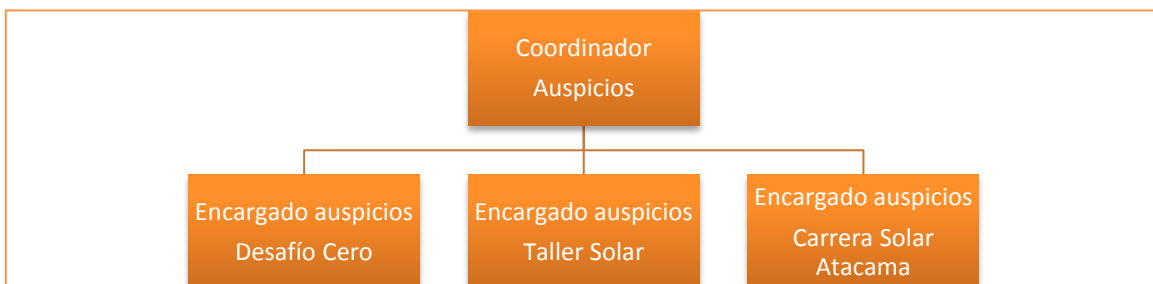 Coordinador
Auspicios
Encargado auspicios
Desafío Cero
Encargado auspicios
Taller Solar
Encargado auspicios
Carrera Solar
Atacama